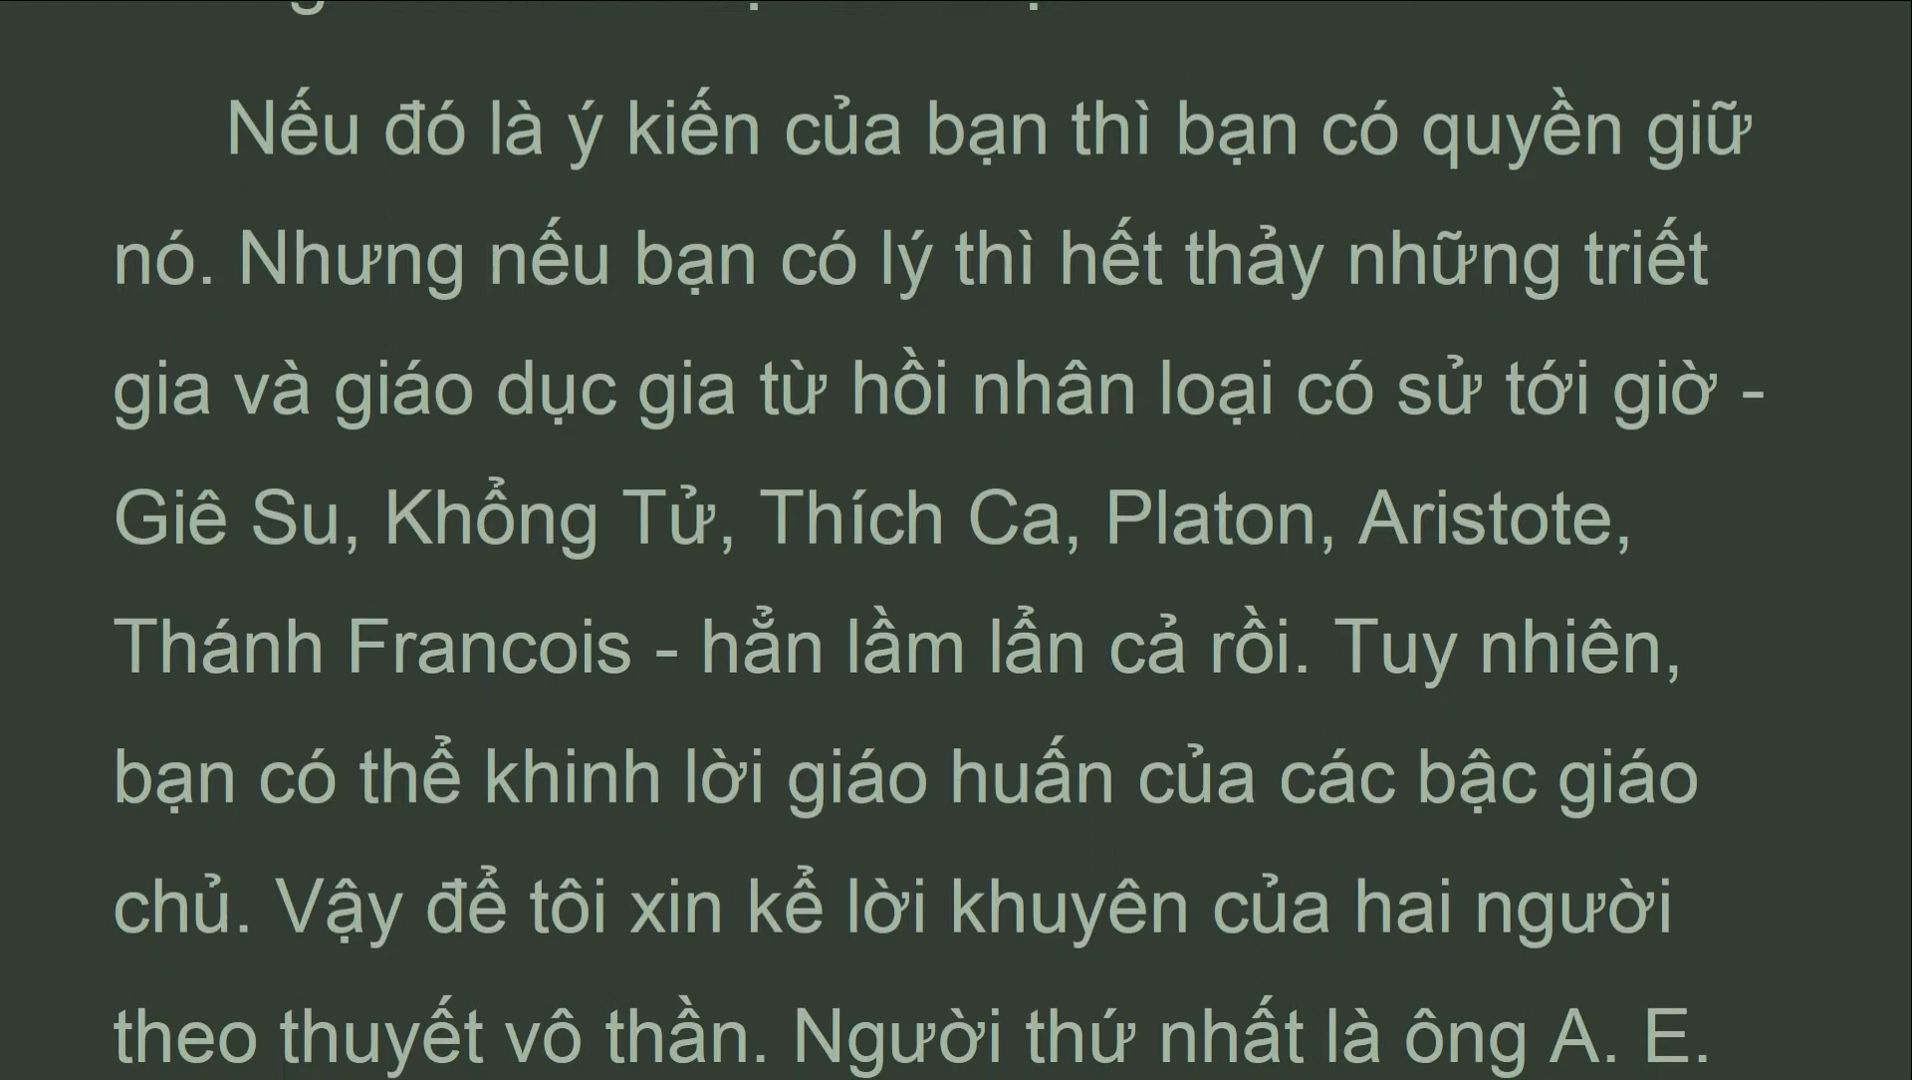 Nếu đó là ý kiến của bạn thì bạn có quyền giữ
nó. Nhưng nếu bạn có lý thì hết thảy những triết
gia và giáo dục gia từ hồi nhân loại có sử tới giờ -
Giê Su, Khổng Tử, Thích Ca, Platon, Aristote,
Thánh Francois - hẳn lầm lẩn cả rồi. Tuy nhiên,
bạn có thể khinh lời giáo huấn của các bậc giáo
chủ. Vậy để tôi xin kể lời khuyên của hai người
theo thuyết vô thần. Người thứ nhất là ông A. E.